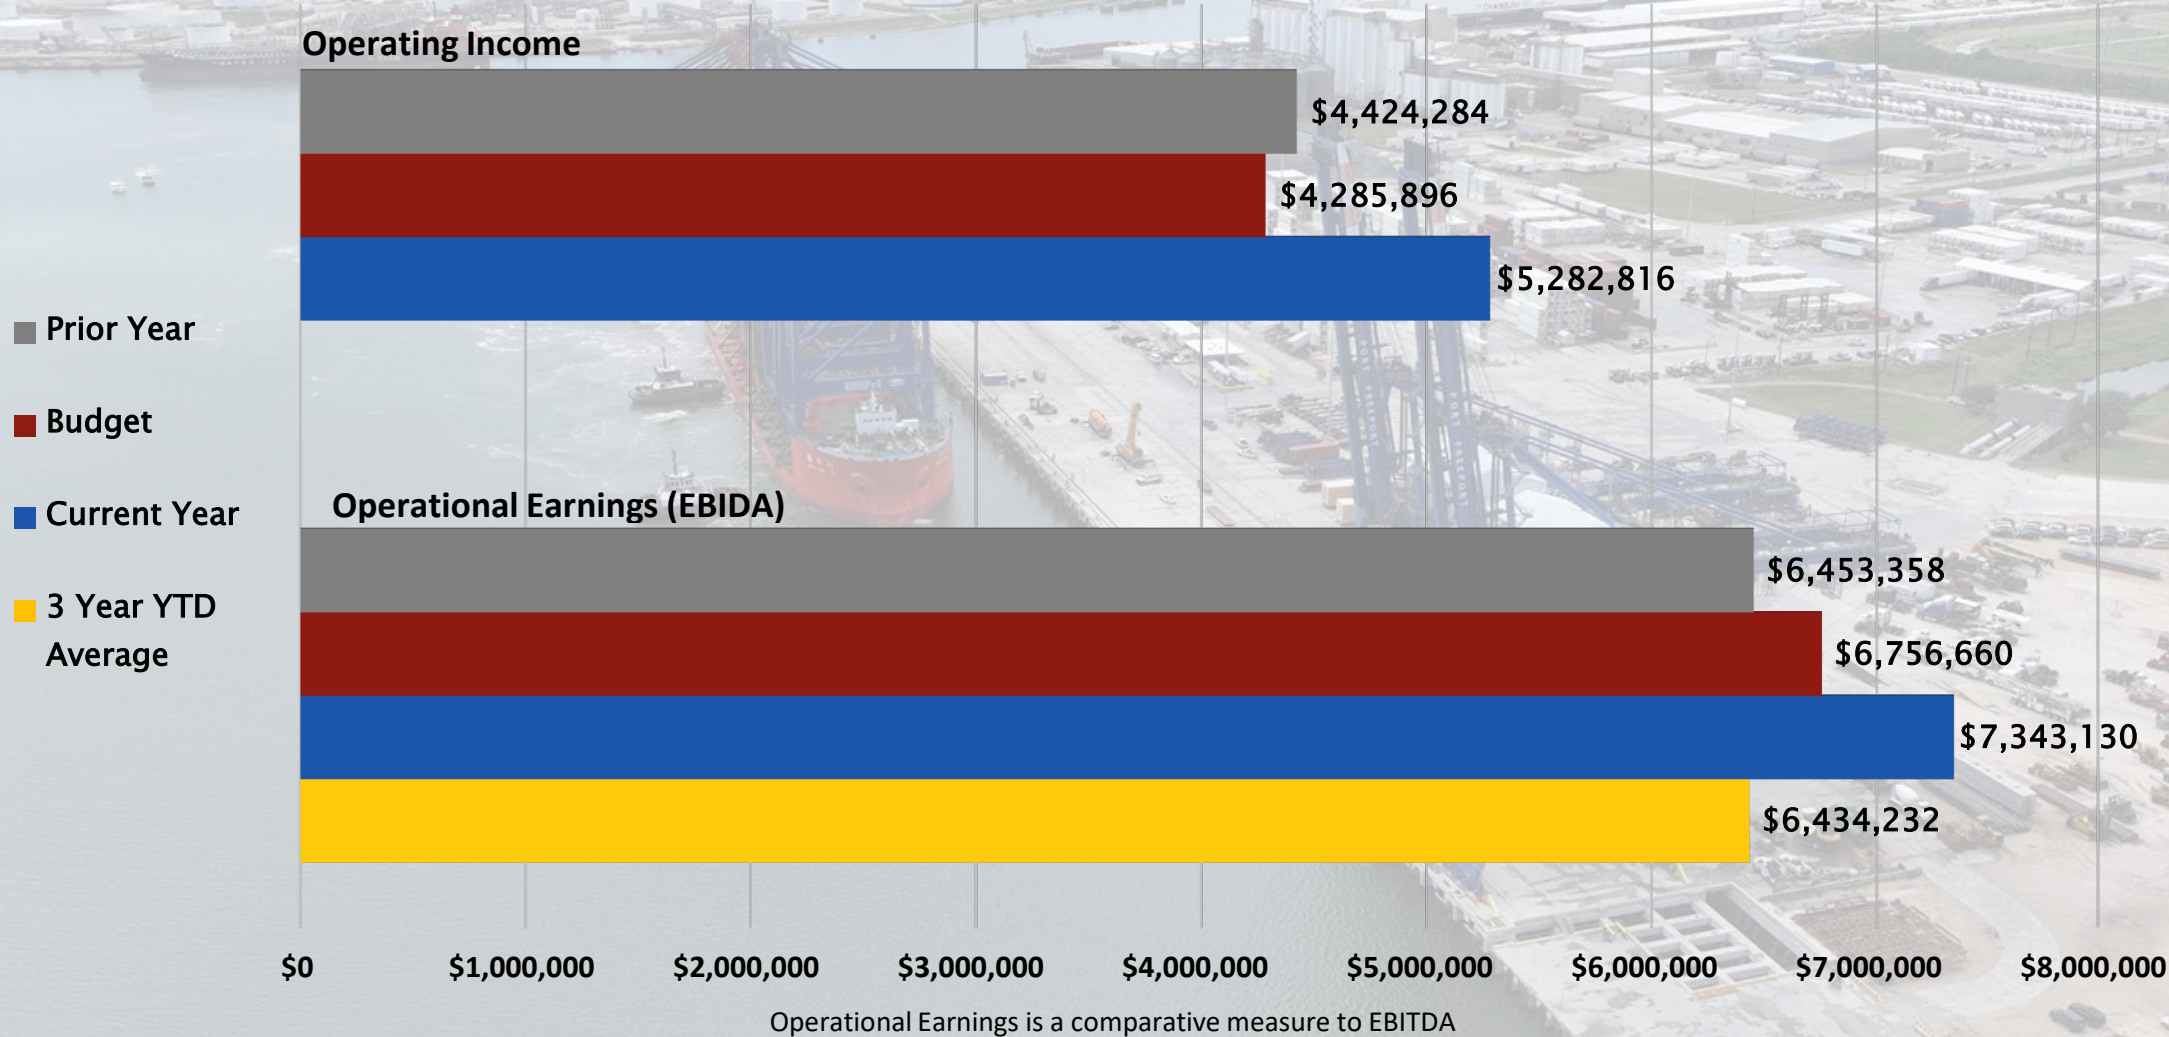 Operating Income
$4,424,284
$4,285,896
$5,282,816
Prior Year
Budget
Current Year
3 Year YTD
Average
Operational Earnings (EBIDA)
$6,453,358
$6,756,660
$7,343,130
$6,434,232
$0 $1,000,000 $2,000,000 $3,000,000 $4,000,000 $5,000,000 $6,000,000 $7,000,000 $8,000,000
Operational Earnings is a comparative measure to EBITDA